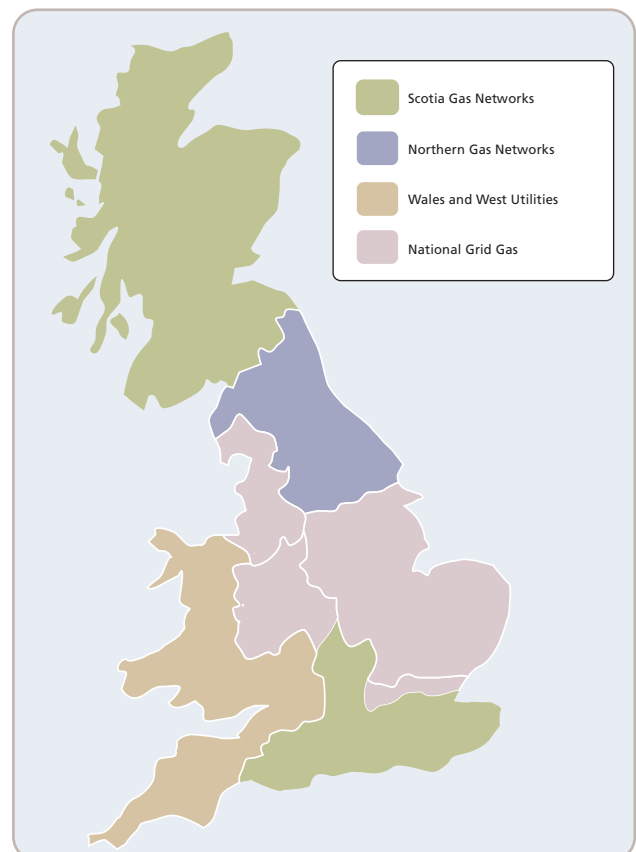 Scotia Gas Networks
Northern Gas Networks
Wales and West Utilities
National Grid Gas